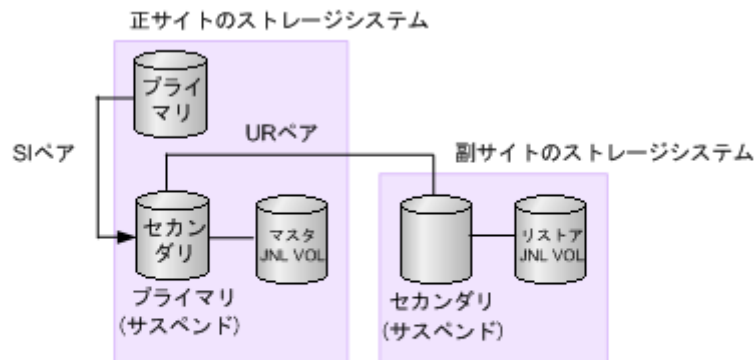 正サイトのストレージシステム
プライ
マリ
SIペア
URペア
副サイトのストレージシステム
セカン
ダリ
マスタ
JNL VOL
リストア
JNL VOL
プライマリ
(サスペンド)
セカンダリ
(サスペンド)